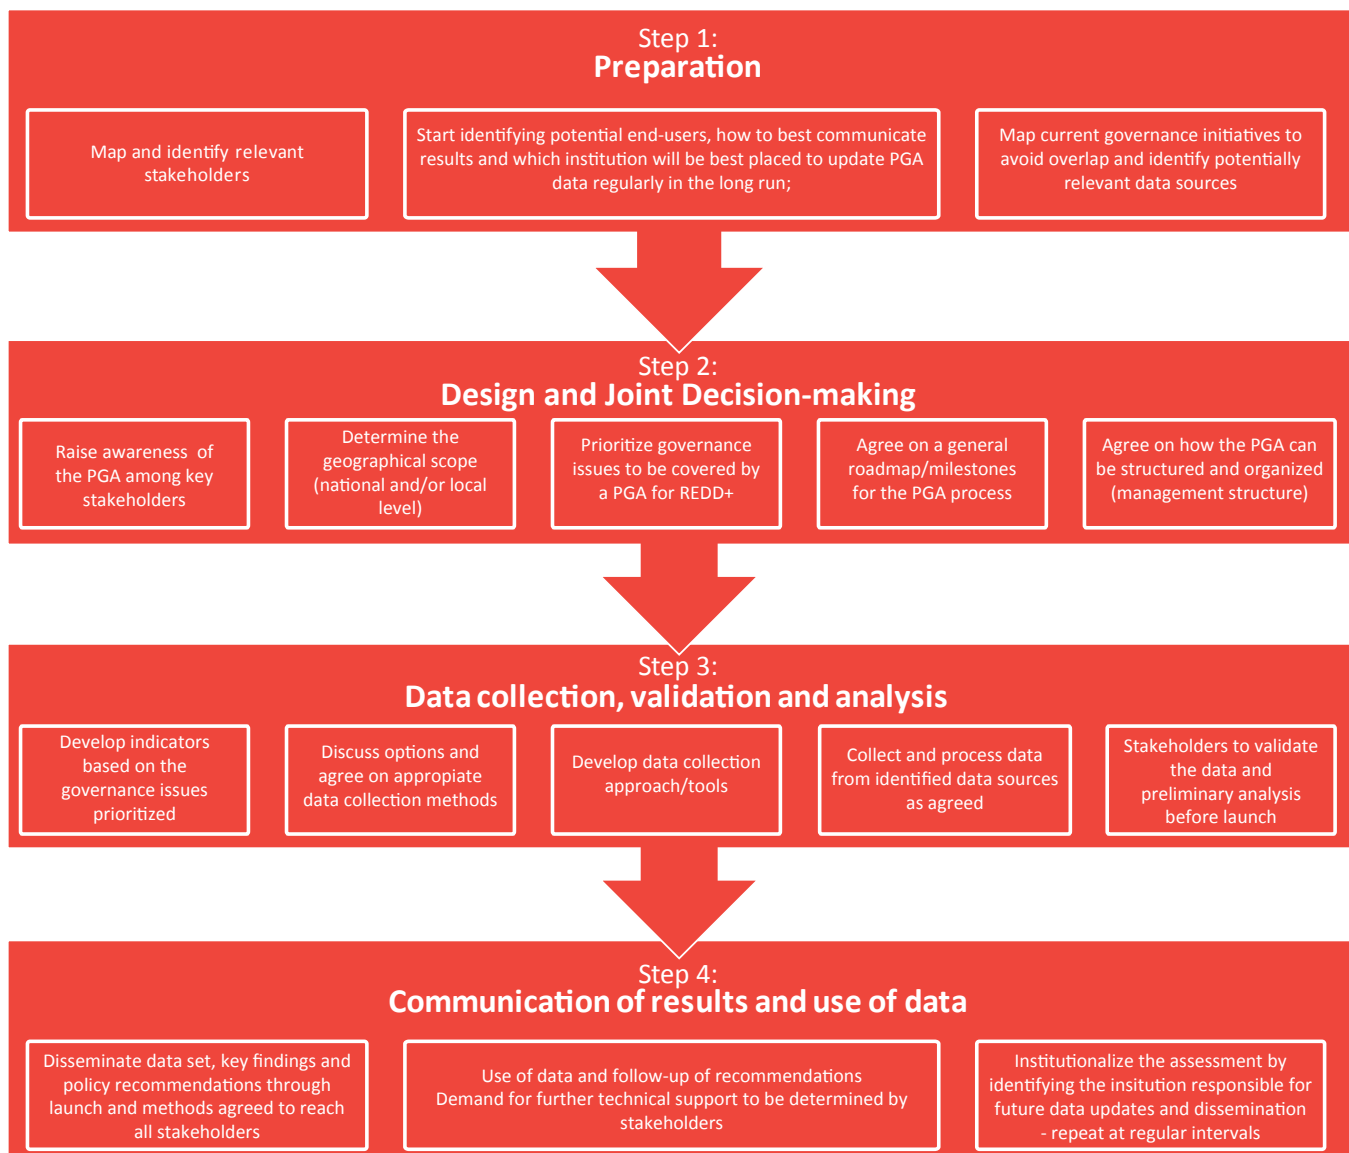 Step 1:
Preparation
Map and identify relevant
stakeholders
Start identifying potential end-users, how to best communicate
results and which institution will be best placed to update PGA
data regularly in the long run;
Map current governance initiatives to
avoid overlap and identify potentially
relevant data sources
Step 2:
Design and Joint Decision-making
Raise awareness of
the PGA among key
stakeholders
Determine the
geographical scope
(national and/or local
level)
Prioritize governance
issues to be covered by
a PGA for REDD+
Agree on a general
roadmap/milestones
for the PGA process
Agree on how the PGA can
be structured and organized
(management structure)
Step 3:
Data collection, validation and analysis
Develop indicators
based on the
governance issues
prioritized
Discuss options and
agree on appropiate
data collection methods
Develop data collection
approach/tools
Collect and process data
from identified data sources
as agreed
Stakeholders to validate
the data and
preliminary analysis
before launch
Step 4:
Communication of results and use of data
Disseminate data set, key findings and
policy recommendations through
launch and methods agreed to reach
all stakeholders
Use of data and follow-up of recommendations
Demand for further technical support to be determined by
stakeholders
Institutionalize the assessment by
identifying the insitution responsible for
future data updates and dissemination
- repeat at regular intervals